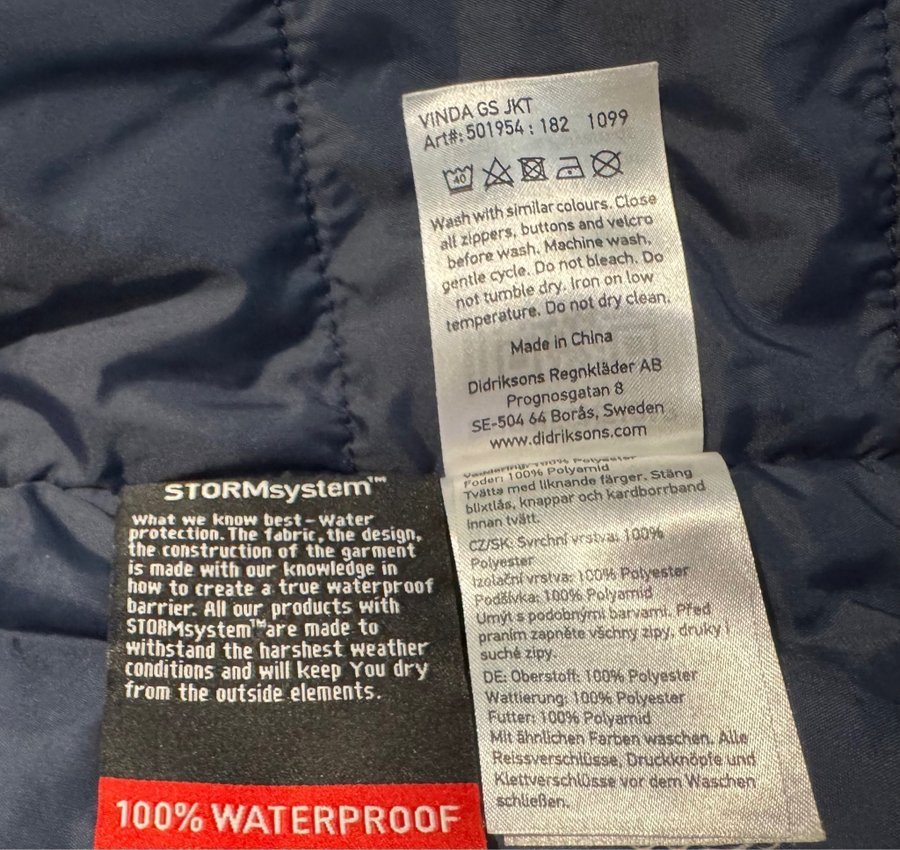 VINDA GS JKT
Art#: 501954 : 182 1099
40
Wash with similar colours. Close
all zippers, buttons and velcro
before wash. Machine wash,
gentle cycle. Do not bleach. Do
not tumble dry. Iron on low
temperature. Do not dry clean.
Made in China
Didriksons Regnkläder AB
Prognosgatan 8
SE-504 64 Borås, Sweden
www.didriksons.com
Vaddering: 100% Polyester
Foder: 100% Polyamid
Tvätta med liknande färger. Stäng
blixtlås, knappar och kardborrband
innan tvätt.
CZ/SK: Svrchní vrstva: 100%
Polyester
Izolační vrstva: 100% Polyester
Podšívka: 100% Polyamid
Umýt s podobnými barvami. Před
praním zapněte všchny zipy, druky i
suché zipy.
DE: Oberstoff: 100% Polyester
Wattierung: 100% Polyester
Futter: 100% Polyamid
Mit ähnlichen Farben waschen. Alle
Reissverschlüsse, Druckknöpfe und
Klettverschlüsse vor dem Waschen
schließen.
STORMsystem™
What we know best - Water
protection. The fabric, the design,
the construction of the garment
is made with our knowledge in
how to create a true waterproof
barrier. All our products with
STORMsystem™ are made to
withstand the harshest weather
conditions and will keep You dry
from the outside elements.
100% WATERPROOF